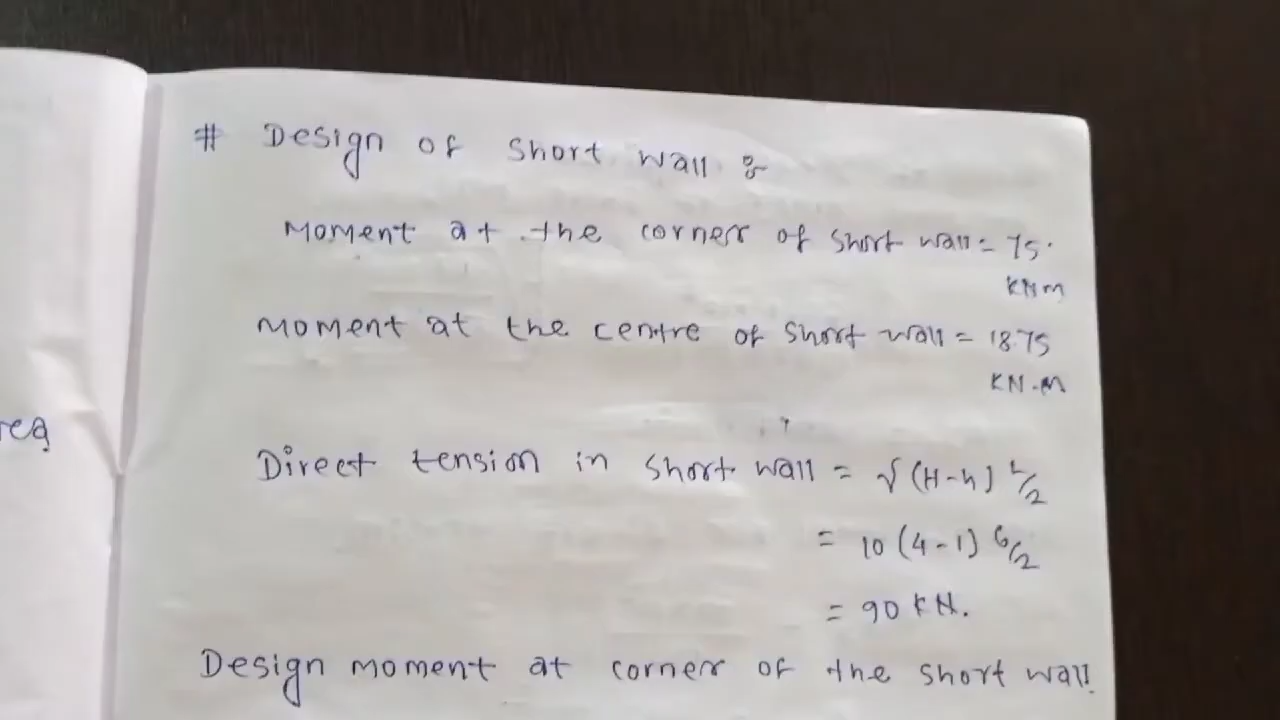 rea
# Design of short wall :-
Moment at the corner of short wall = 75.
KNm
Moment at the centre of short wall = 18.75
KN.m
Direct tension in short wall = γ (H-h) L/2
= 10 (4-1) 6/2
= 90 KN.
Design moment at corner of the short wall.